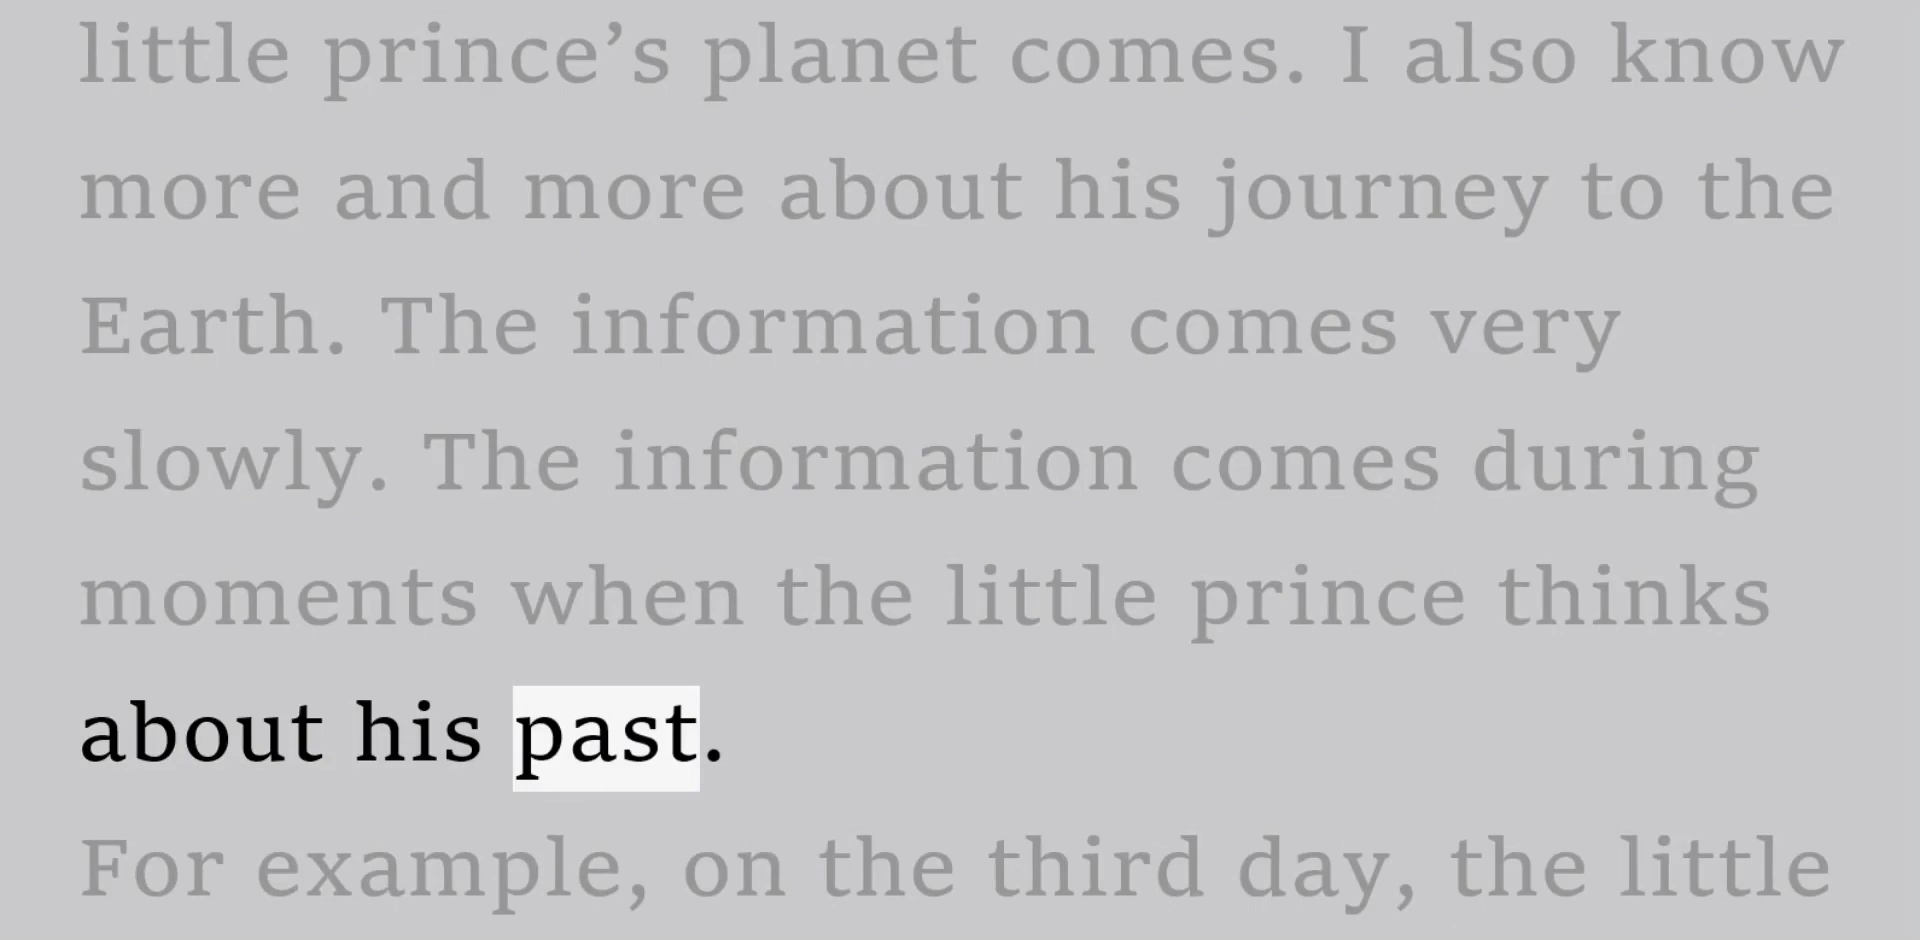 little prince’s planet comes. I also know
more and more about his journey to the
Earth. The information comes very
slowly. The information comes during
moments when the little prince thinks
about his past.
For example, on the third day, the little